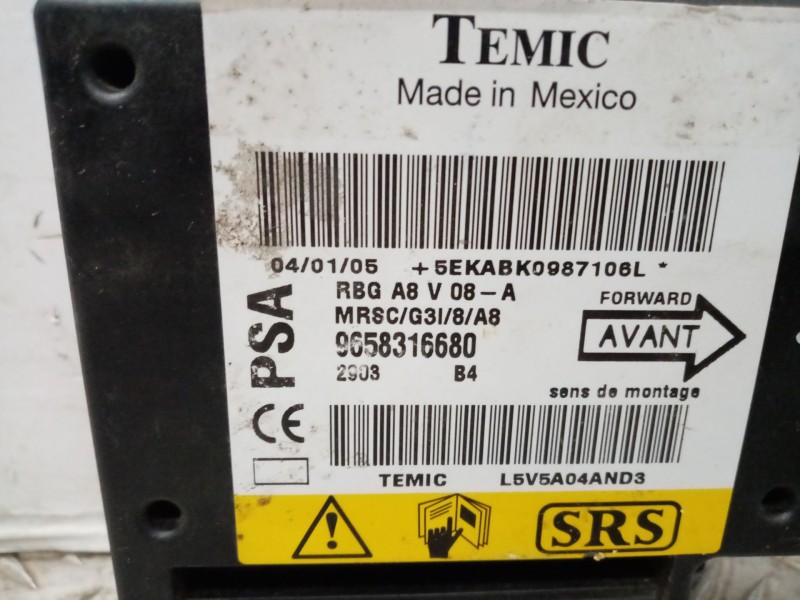 TEMIC
Made in Mexico
04/01/05 +5EKABK0987106L *
RBG A8 V 08-A
MRSC/G3I/8/A8
9658316680
2903 B4
PSA
CE
FORWARD
AVANT
sens de montage
TEMIC L5V5A04AND3
SRS